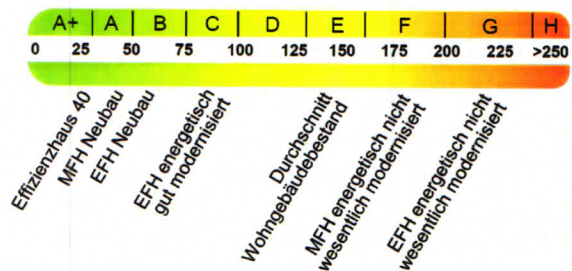 A+ A B C D E F G H
0 25 50 75 100 125 150 175 200 225 >250
Effizienzhaus 40
MFH Neubau
EFH Neubau
EFH energetisch
gut modernisiert
Durchschnitt
Wohngebäudebestand
MFH energetisch nicht
wesentlich modernisiert
EFH energetisch nicht
wesentlich modernisiert